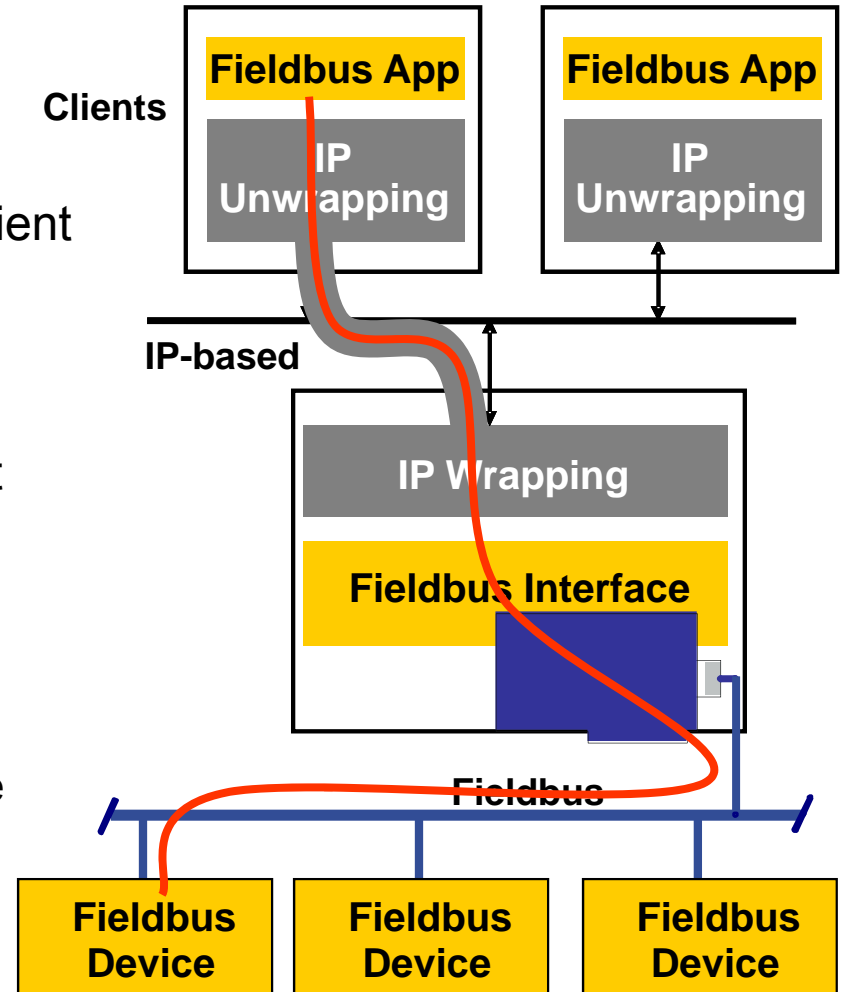 Fieldbus App
Fieldbus App
Clients
IP
Unwrapping
IP
Unwrapping
ient
IP-based
IP Wrapping
t
Fieldbus Interface
e
Fieldbus
Fieldbus
Device
Fieldbus
Device
Fieldbus
Device